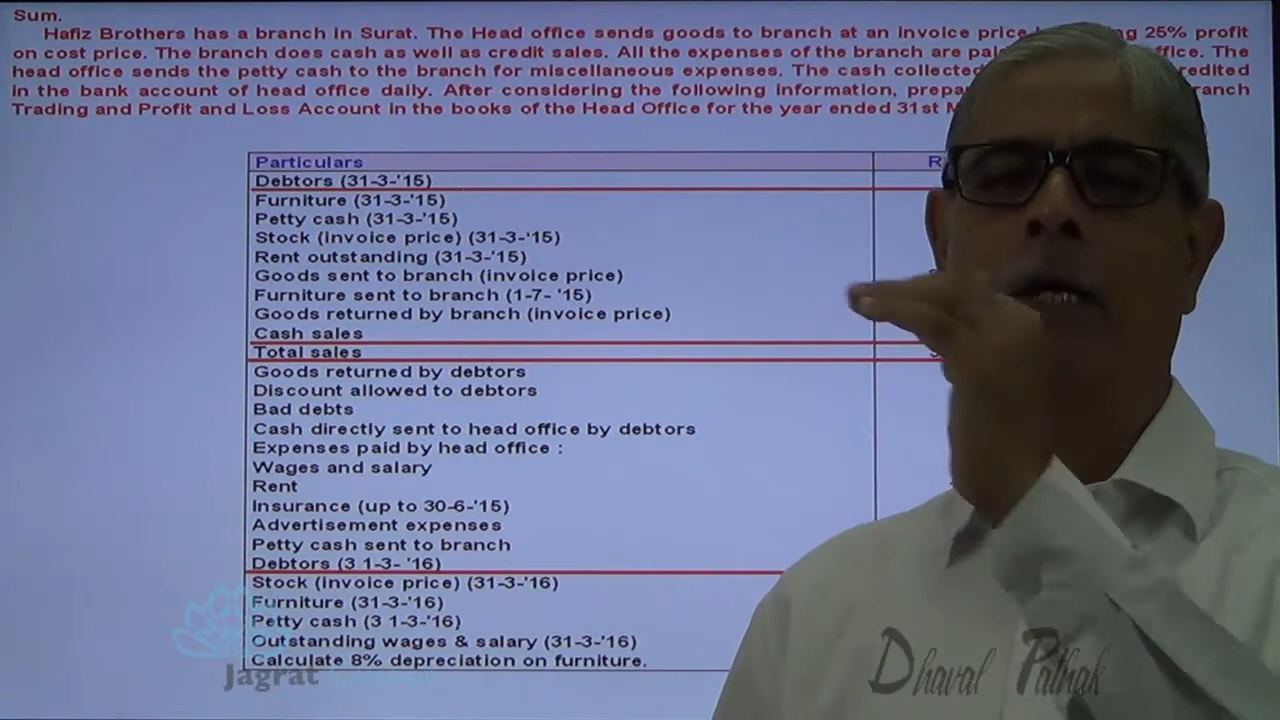 Sum.
Hafiz Brothers has a branch in Surat. The Head office sends goods to branch at an invoice price 25% profit
on cost price. The branch does cash as well as credit sales. All the expenses of the branch are The
head office sends the petty cash to the branch for miscellaneous expenses. The cash collected
in the bank account of head office daily. After considering the following information,
Trading and Profit and Loss Account in the books of the Head Office for the year ended 31st
Particulars
Debtors (31-3-'15)
Furniture (31-3-'15)
Petty cash (31-3-'15)
Stock (invoice price) (31-3-'15)
Rent outstanding (31-3-'15)
Goods sent to branch (invoice price)
Furniture sent to branch (1-7- '15)
Goods returned by branch (invoice price)
Cash sales
Total sales
Goods returned by debtors
Discount allowed to debtors
Bad debts
Cash directly sent to head office by debtors
Expenses paid by head office :
Wages and salary
Rent
Insurance (up to 30-6-'15)
Advertisement expenses
Petty cash sent to branch
Debtors (3 1-3- '16)
Stock (invoice price) (31-3-'16)
Furniture (31-3-'16)
Petty cash (3 1-3-'16)
Outstanding wages & salary (31-3-'16)
Calculate 8% depreciation on furniture.
Jagrat
Dhaval Pathak